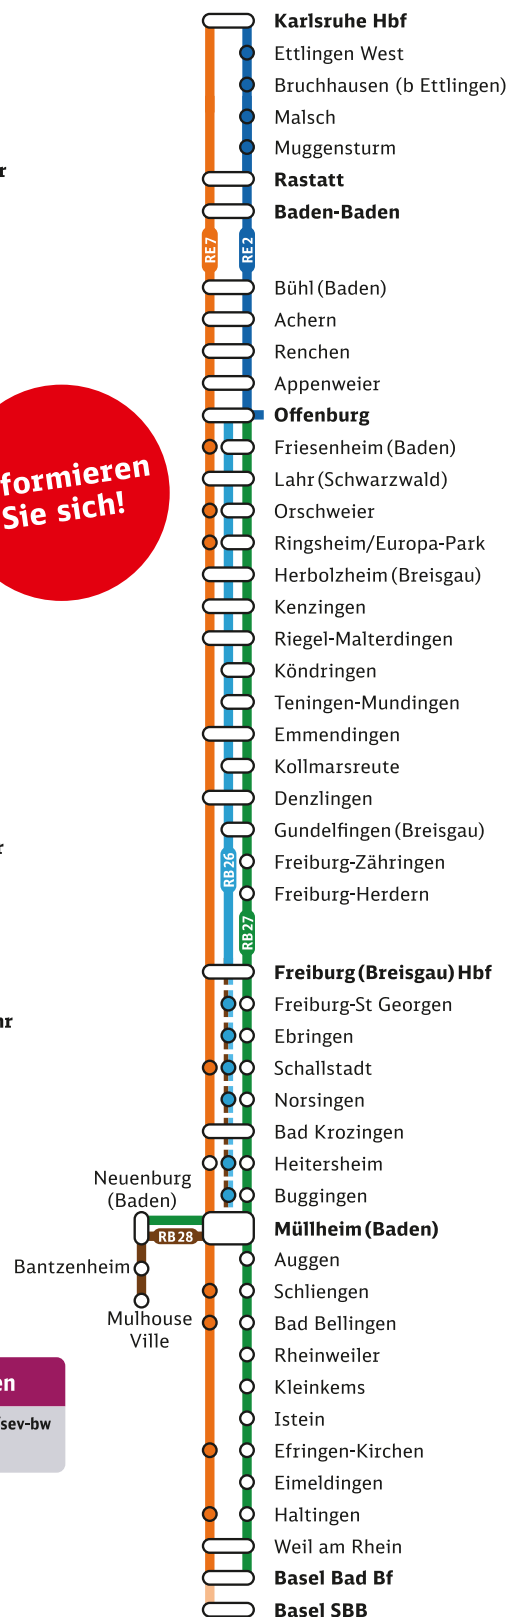 Karlsruhe Hbf
Ettlingen West
Bruchhausen (b Ettlingen)
Malsch
Muggensturm
r
Rastatt
Baden-Baden
RE 7
RE 2
Bühl (Baden)
Achern
Renchen
Appenweier
Offenburg
Friesenheim (Baden)
formieren
Sie sich!
Lahr (Schwarzwald)
Orschweier
Ringsheim/Europa-Park
Herbolzheim (Breisgau)
Kenzingen
Riegel-Malterdingen
Köndringen
Teningen-Mundingen
Emmendingen
Kollmarsreute
Denzlingen
Gundelfingen (Breisgau)
r
RB 26
Freiburg-Zähringen
Freiburg-Herdern
RB 27
Freiburg (Breisgau) Hbf
Freiburg-St Georgen
hr
Ebringen
Schallstadt
Norsingen
Bad Krozingen
Heitersheim
Buggingen
Neuenburg
(Baden)
Müllheim (Baden)
RB 28
Auggen
Bantzenheim
Schliengen
Mulhouse
Ville
Bad Bellingen
Rheinweiler
en
Kleinkems
sev-bw
Istein
Efringen-Kirchen
Eimeldingen
Haltingen
Weil am Rhein
Basel Bad Bf
Basel SBB